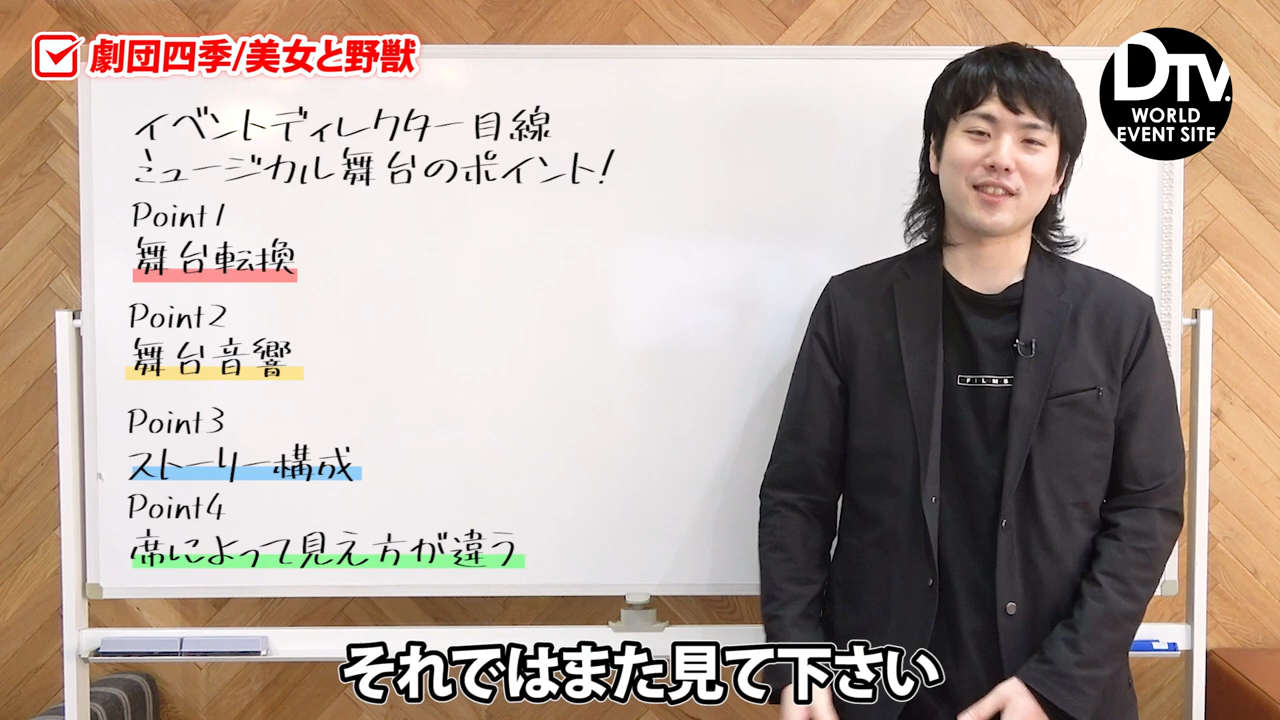 劇団四季/美女と野獣
DTV.
WORLD
EVENT SITE
イベントディレクター目線
ミュージカル舞台のポイント!
Point1
舞台転換
Point2
舞台音響
Point3
ストーリー構成
Point4
席によって見え方が違う
FILMS
それではまた見て下さい